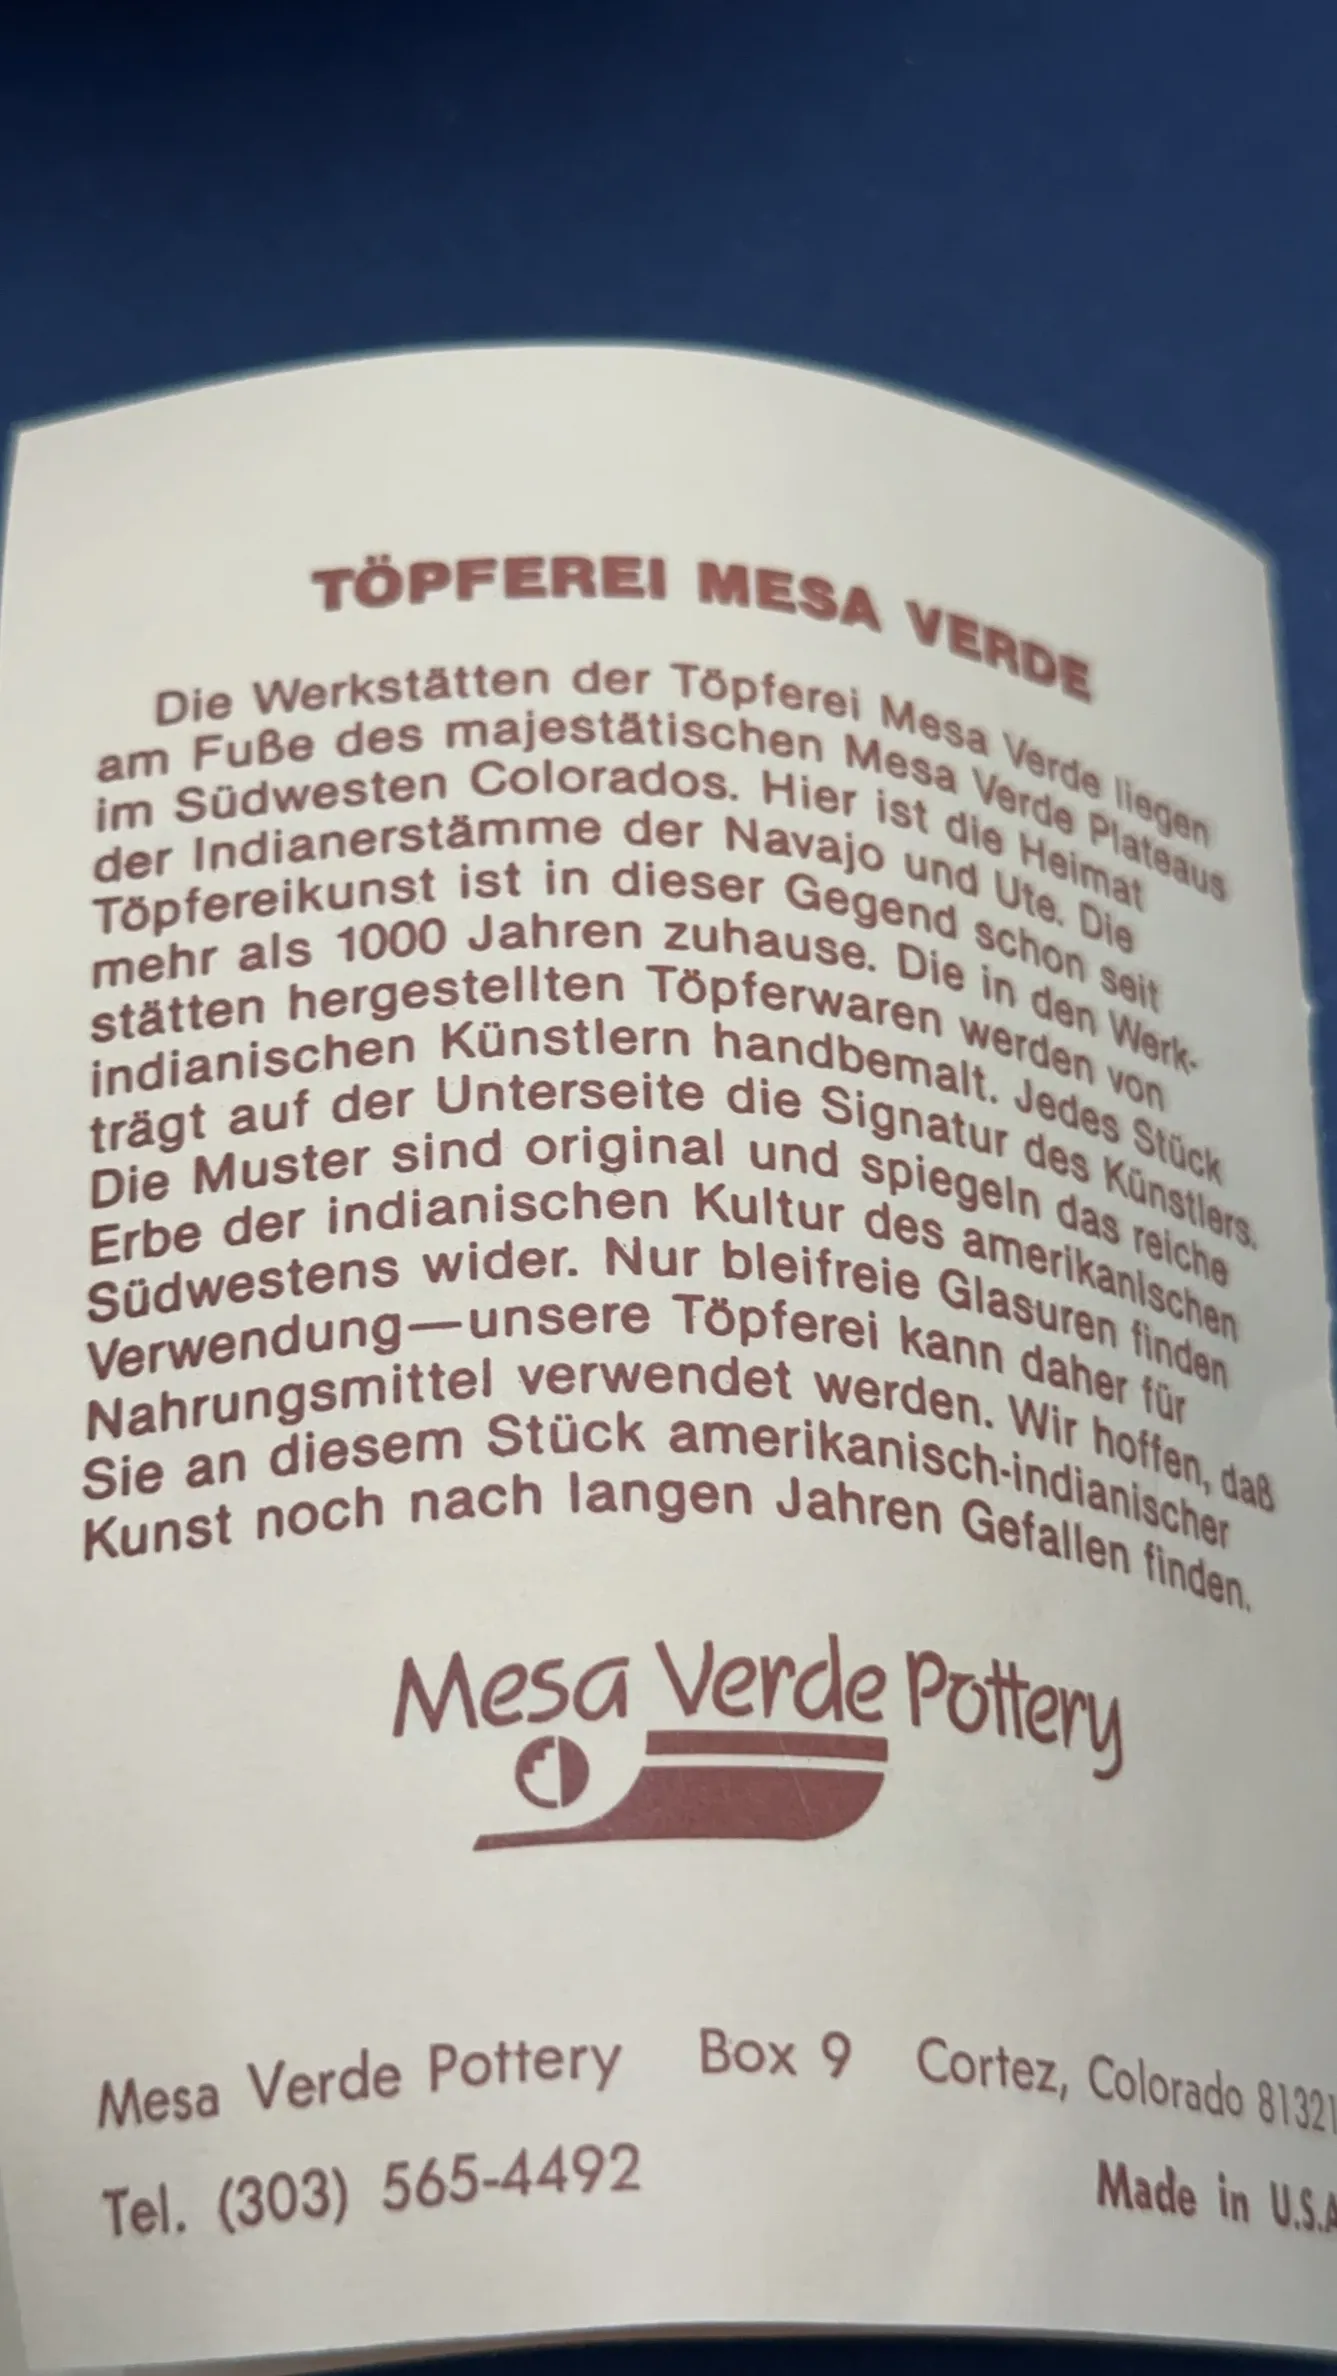 TÖPFEREI MESA VERDE
Die Werkstätten der Töpferei Mesa Verde liegen
am Fuße des majestätischen Mesa Verde Plateaus
im Südwesten Colorados. Hier ist die Heimat
der Indianerstämme der Navajo und Ute. Die
Töpfereikunst ist in dieser Gegend schon seit
mehr als 1000 Jahren zuhause. Die in den Werk-
stätten hergestellten Töpferwaren werden von
indianischen Künstlern handbemalt. Jedes Stück
trägt auf der Unterseite die Signatur des Künstlers.
Die Muster sind original und spiegeln das reiche
Erbe der indianischen Kultur des amerikanischen
Südwestens wider. Nur bleifreie Glasuren finden
Verwendung—unsere Töpferei kann daher für
Nahrungsmittel verwendet werden. Wir hoffen, daß
Sie an diesem Stück amerikanisch-indianischer
Kunst noch nach langen Jahren Gefallen finden.
Mesa Verde Pottery
Mesa Verde Pottery Box 9 Cortez, Colorado 81321
Tel. (303) 565-4492
Made in U.S.A